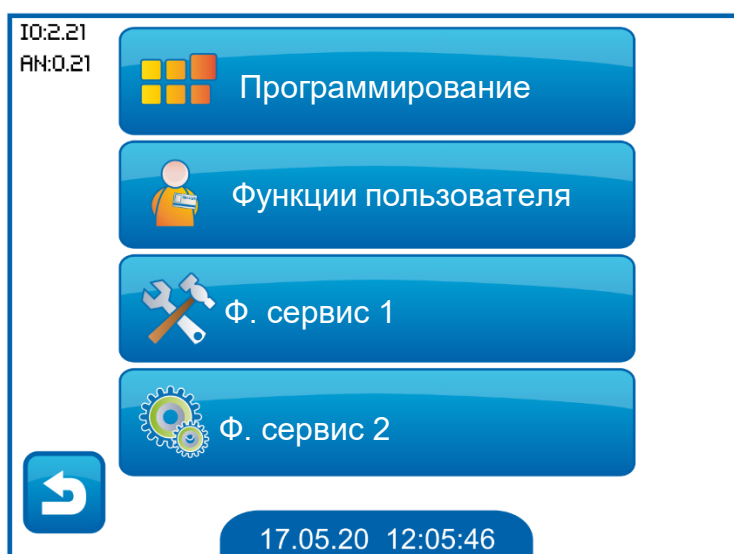 IO:2.21
AN:0.21
Программирование
Функции пользователя
Ф. сервис 1
Ф. сервис 2
17.05.20 12:05:46